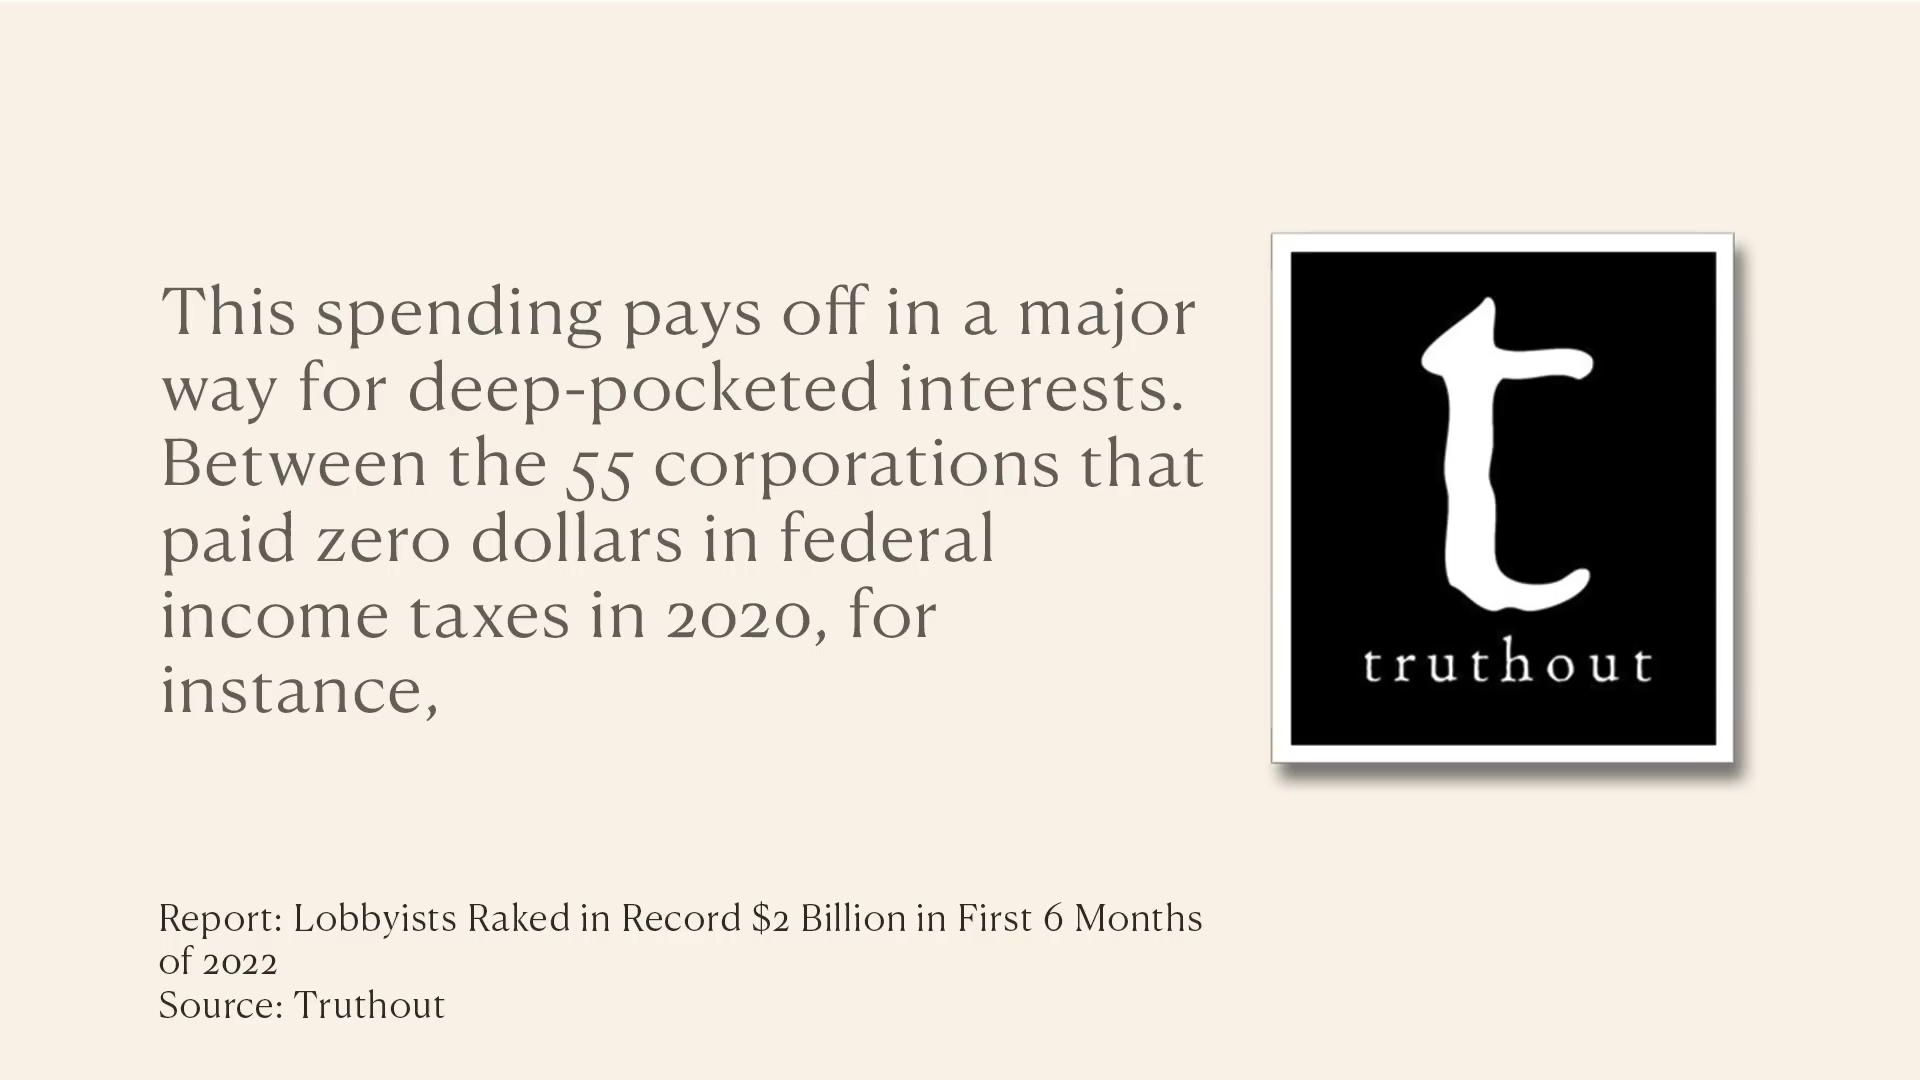 This spending pays off in a major
way for deep-pocketed interests.
Between the 55 corporations that
paid zero dollars in federal
income taxes in 2020, for
instance,
t
truthout
Report: Lobbyists Raked in Record $2 Billion in First 6 Months
of 2022
Source: Truthout